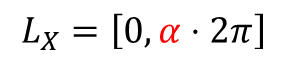 L_X = [0, α · 2π]